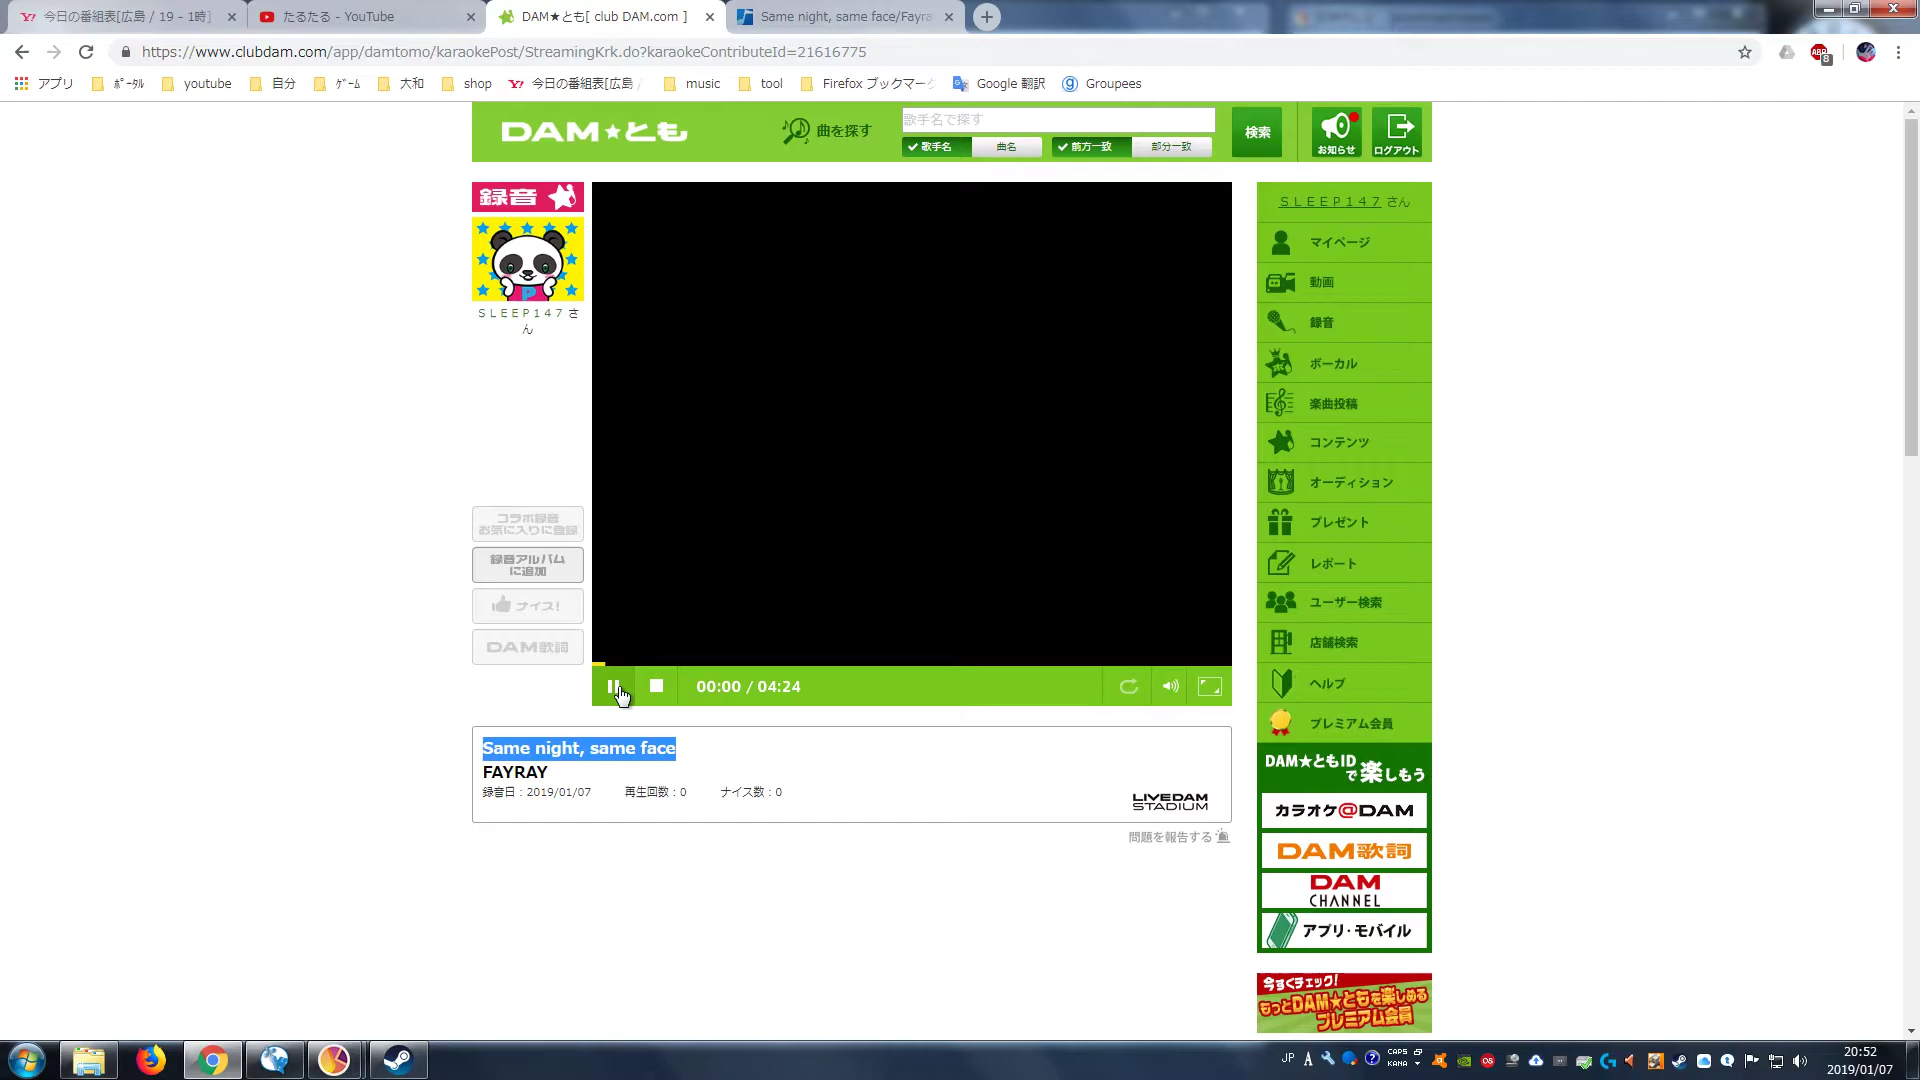 今日の番組表[広島 / 19 - 1時]
たるたる - YouTube
DAM★とも[ club DAM.com ]
Same night, same face/Fayra
https://www.clubdam.com/app/damtomo/karaokePost/StreamingKrk.do?karaokeContributeId=21616775
8
アプリ
ﾎﾟｰﾀﾙ
youtube
自分
ｹﾞｰﾑ
大和
shop
今日の番組表[広島
music
tool
Firefox ブックマーク
Google 翻訳
Groupees
DAM★とも
曲を探す
歌手名で探す
検索
お知らせ
ログアウト
歌手名
曲名
前方一致
部分一致
録音
P
ＳＬＥＥＰ１４７ さ
ん
コラボ録音
お気に入りに登録
録音アルバム
に追加
ナイス!
DAM歌詞
00:00 / 04:24
Same night, same face
FAYRAY
録音日：2019/01/07
再生回数：0
ナイス数：0
LIVEDAM
STADIUM
問題を報告する
ＳＬＥＥＰ１４７ さん
マイページ
動画
録音
ボーカル
楽曲投稿
コンテンツ
オーディション
プレゼント
レポート
ユーザー検索
店舗検索
ヘルプ
プレミアム会員
DAM★ともID
で楽しもう
カラオケ@DAM
DAM歌詞
DAM
CHANNEL
アプリ・モバイル
今すぐチェック!
もっとDAM★ともを楽しめる
プレミアム会員
JP
A
CAPS
KANA
20:52
2019/01/07